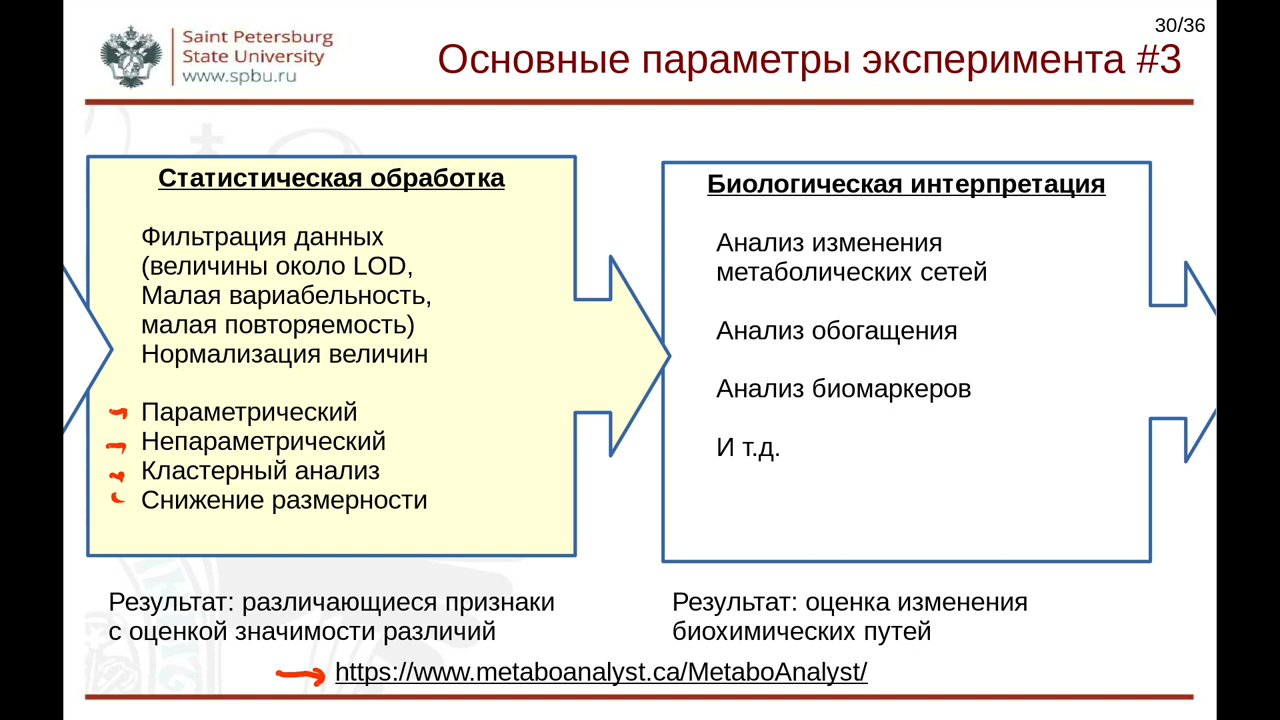 30/36
Saint Petersburg
State University
www.spbu.ru
Основные параметры эксперимента #3
Статистическая обработка
Фильтрация данных
(величины около LOD,
Малая вариабельность,
малая повторяемость)
Нормализация величин
Параметрический
Непараметрический
Кластерный анализ
Снижение размерности
Биологическая интерпретация
Анализ изменения
метаболических сетей
Анализ обогащения
Анализ биомаркеров
И т.д.
Результат: различающиеся признаки
с оценкой значимости различий
Результат: оценка изменения
биохимических путей
https://www.metaboanalyst.ca/MetaboAnalyst/